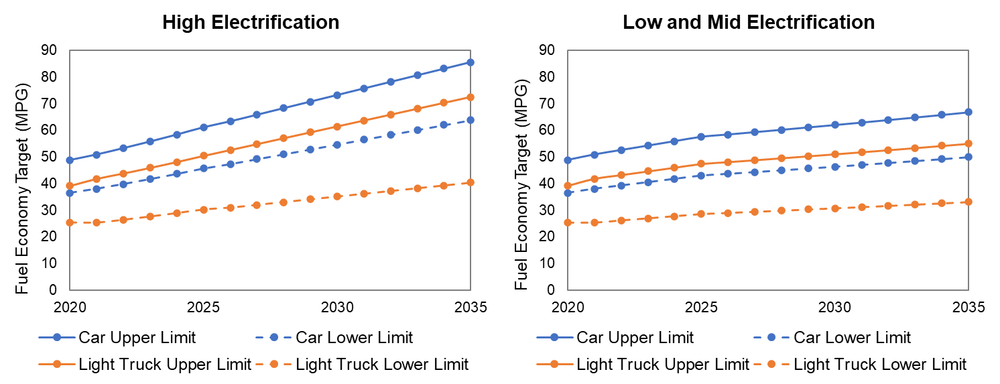 High Electrification
Fuel Economy Target (MPG)
90
80
70
60
50
40
30
20
10
0
2020 2025 2030 2035
Car Upper Limit Car Lower Limit
Light Truck Upper Limit Light Truck Lower Limit
Low and Mid Electrification
Fuel Economy Target (MPG)
90
80
70
60
50
40
30
20
10
0
2020 2025 2030 2035
Car Upper Limit Car Lower Limit
Light Truck Upper Limit Light Truck Lower Limit